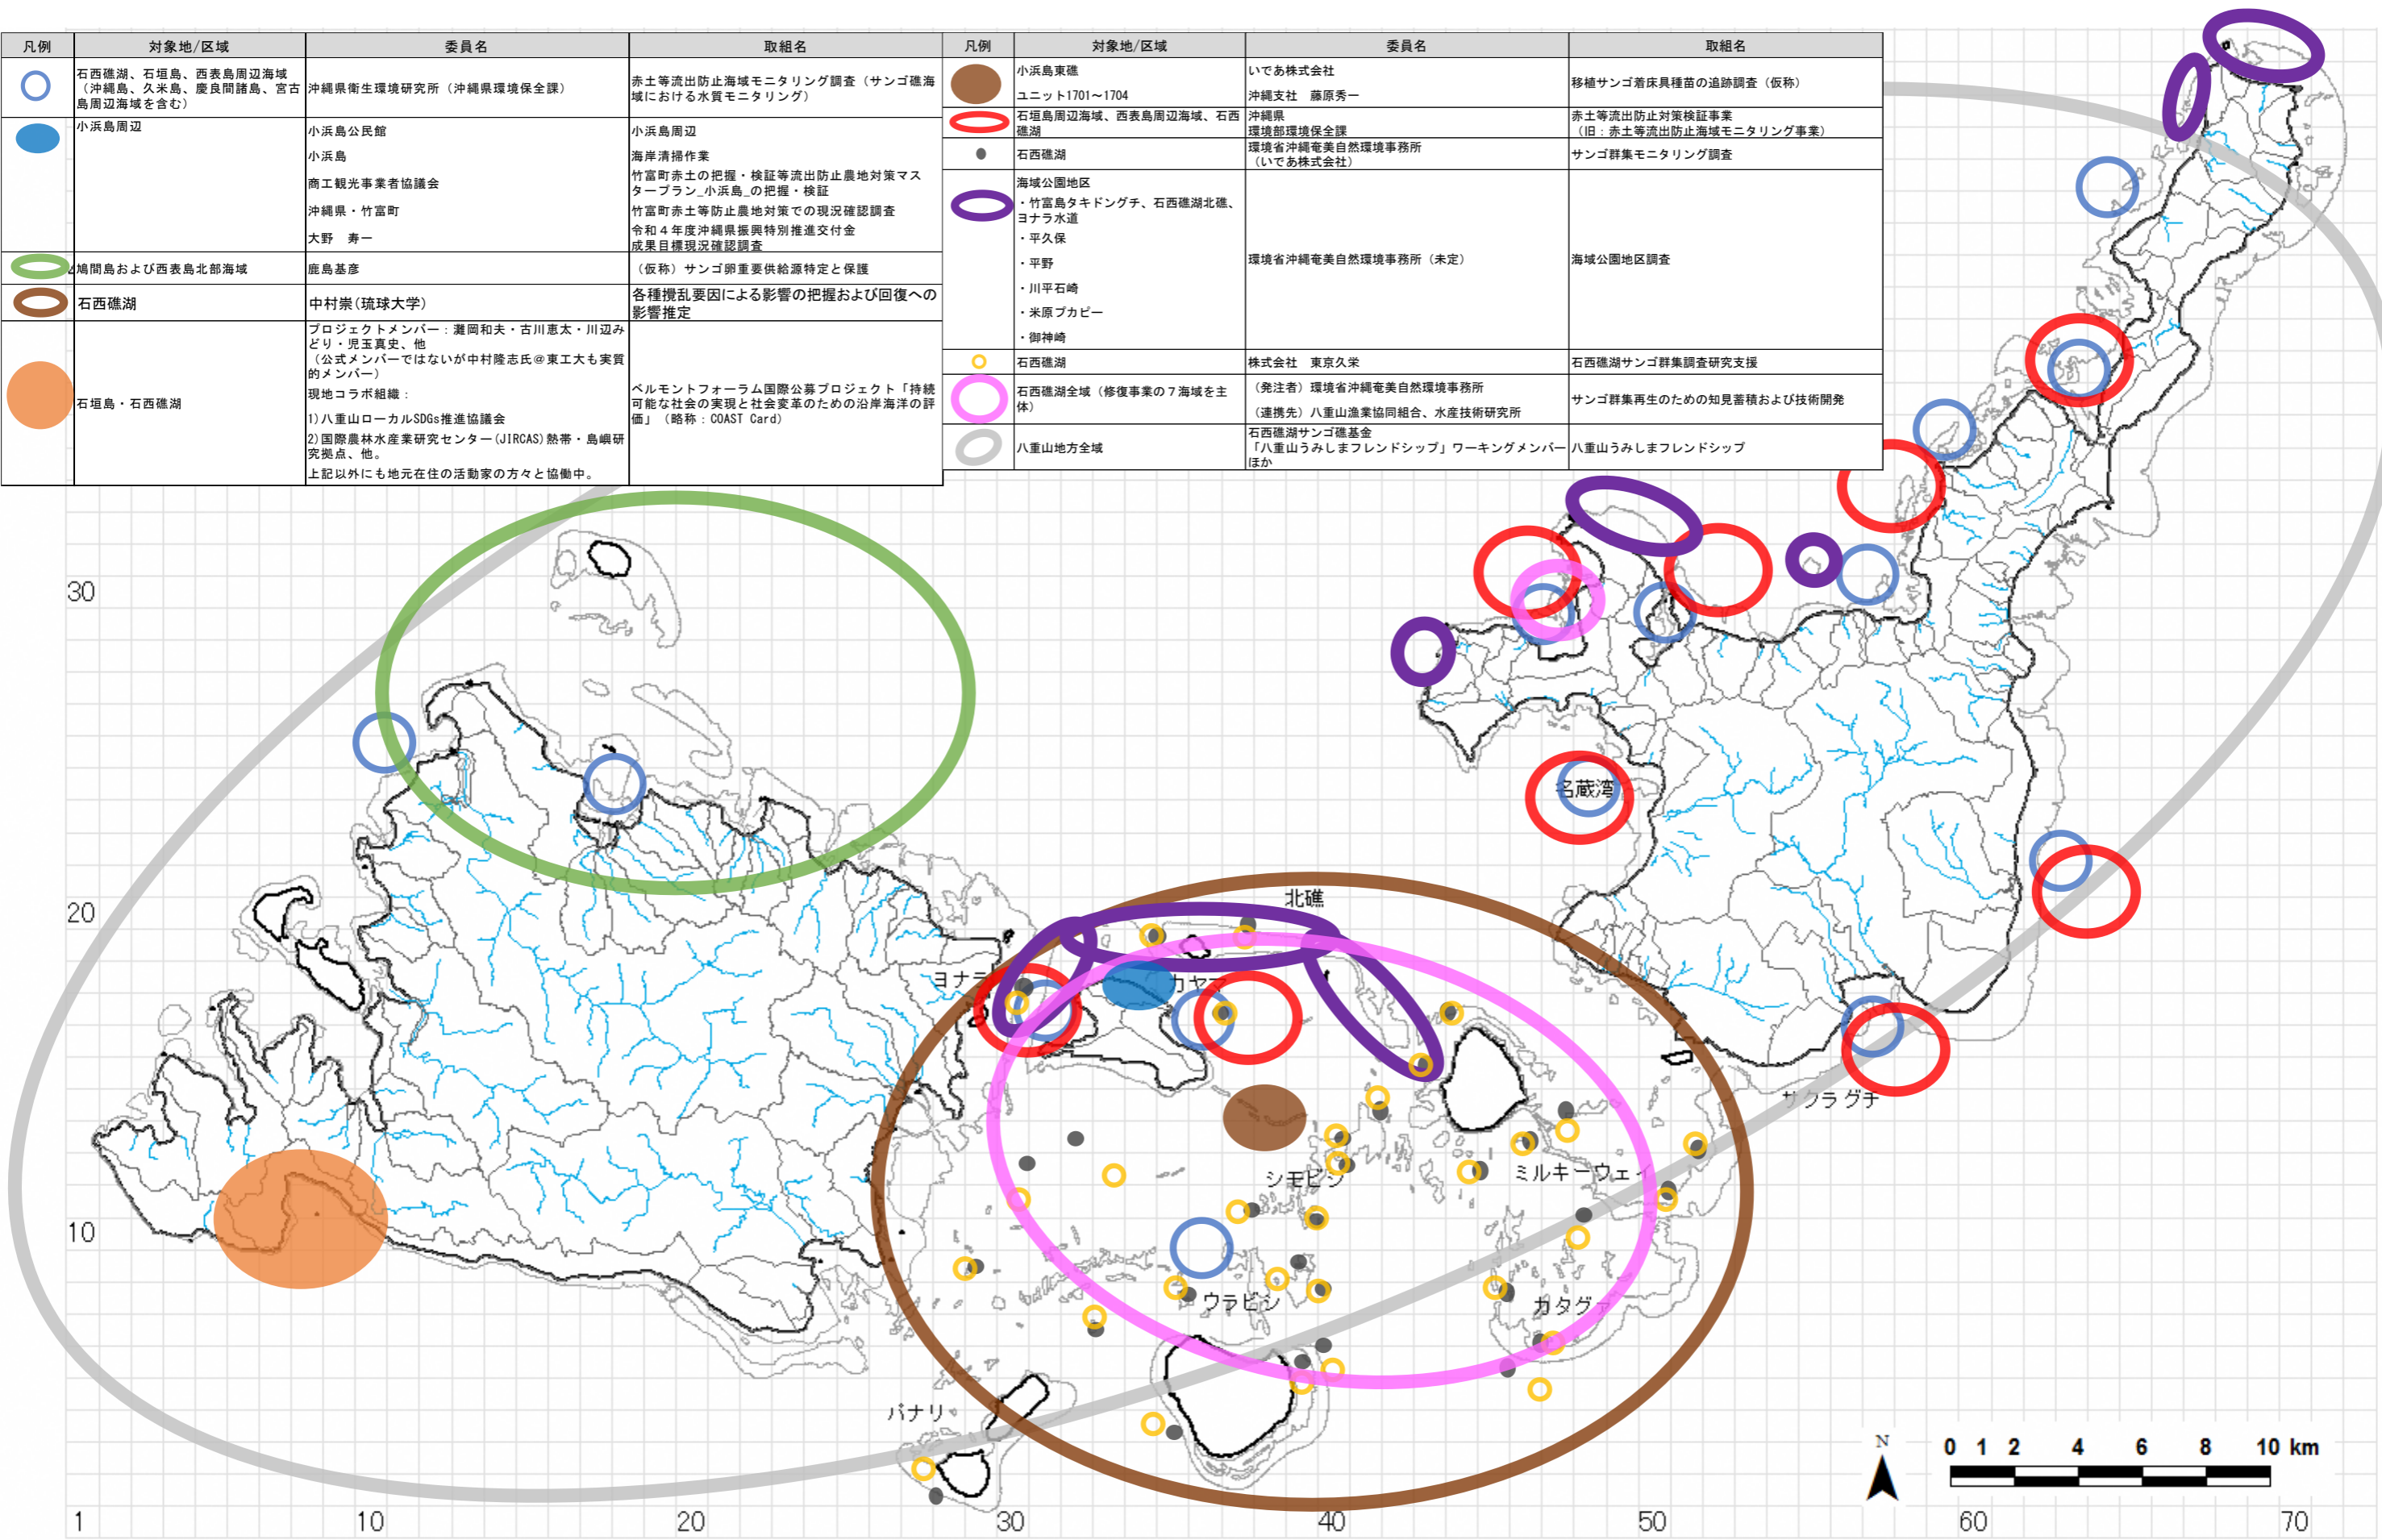 凡例
対象地/区域
委員名
取組名
石西礁湖、石垣島、西表島周辺海域
（沖縄島、久米島、慶良間諸島、宮古
島周辺海域を含む）
沖縄県衛生環境研究所（沖縄県環境保全課）
赤土等流出防止海域モニタリング調査（サンゴ礁海
域における水質モニタリング）
小浜島周辺
小浜島公民館
小浜島
商工観光事業者協議会
沖縄県・竹富町
大野　寿一
小浜島周辺
海岸清掃作業
竹富町赤土の把握・検証等流出防止農地対策マス
タープラン_小浜島_の把握・検証
竹富町赤土等防止農地対策での現況確認調査
令和４年度沖縄県振興特別推進交付金
成果目標現況確認調査
鳩間島および西表島北部海域
鹿島基彦
（仮称）サンゴ卵重要供給源特定と保護
石西礁湖
中村崇(琉球大学)
各種攪乱要因による影響の把握および回復への
影響推定
石垣島・石西礁湖
プロジェクトメンバー：灘岡和夫・古川恵太・川辺み
どり・児玉真史、他
（公式メンバーではないが中村隆志氏＠東工大も実質
的メンバー）
現地コラボ組織：
1)八重山ローカルSDGs推進協議会
2)国際農林水産業研究センター(JIRCAS)熱帯・島嶼研
究拠点、他。
上記以外にも地元在住の活動家の方々と協働中。
ベルモントフォーラム国際公募プロジェクト「持続
可能な社会の実現と社会変革のための沿岸海洋の評
価」（略称：COAST Card）
凡例
対象地/区域
委員名
取組名
小浜島東礁
ユニット1701～1704
いであ株式会社
沖縄支社　藤原秀一
移植サンゴ着床具種苗の追跡調査（仮称）
石垣島周辺海域、西表島周辺海域、石西
礁湖
沖縄県
環境部環境保全課
赤土等流出防止対策検証事業
（旧：赤土等流出防止海域モニタリング事業）
石西礁湖
環境省沖縄奄美自然環境事務所
（いであ株式会社）
サンゴ群集モニタリング調査
海域公園地区
・竹富島タキドングチ、石西礁湖北礁、
ヨナラ水道
・平久保
・平野
・川平石崎
・米原プカピー
・御神崎
環境省沖縄奄美自然環境事務所（未定）
海域公園地区調査
石西礁湖
株式会社　東京久栄
石西礁湖サンゴ群集調査研究支援
石西礁湖全域（修復事業の７海域を主
体）
（発注者）環境省沖縄奄美自然環境事務所
（連携先）八重山漁業協同組合、水産技術研究所
サンゴ群集再生のための知見蓄積および技術開発
八重山地方全域
石西礁湖サンゴ礁基金
「八重山うみしまフレンドシップ」ワーキングメンバー
ほか
八重山うみしまフレンドシップ
30
20
10
名蔵湾
北礁
ヨナラ
カヤマ
サクラグチ
シモビシ
ミルキーウェイ
ウラビシ
カタグァ
パナリ
N
0 1 2 4 6 8 10 km
1 10 20 30 40 50 60 70